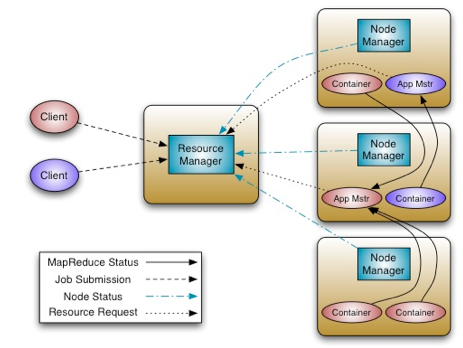 Node
Manager
Container
App Mstr
Client
Client
Resource
Manager
Node
Manager
App Mstr
Container
Node
Manager
Container
Container
MapReduce Status
Job Submission
Node Status
Resource Request